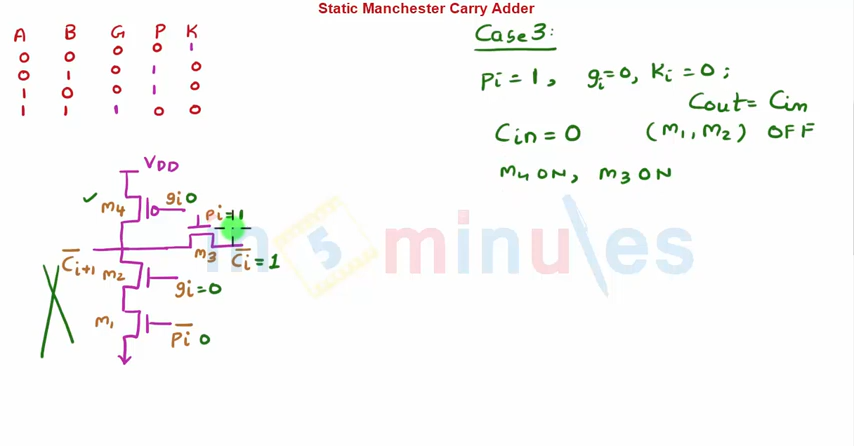 Static Manchester Carry Adder
A B G P K
0 0 0 0 1
0 1 0 1 0
1 0 0 1 0
1 1 1 0 0
Case 3:
Pi = 1, gi = 0, Ki = 0;
Cout = Cin
Cin = 0 (M1, M2) OFF
M4 ON, M3 ON
VDD
M4 gi 0
Pi = 1
M3
C̅i+1 M2 C̅i = 1
gi = 0
M1 P̅i 0
m 5 minutes